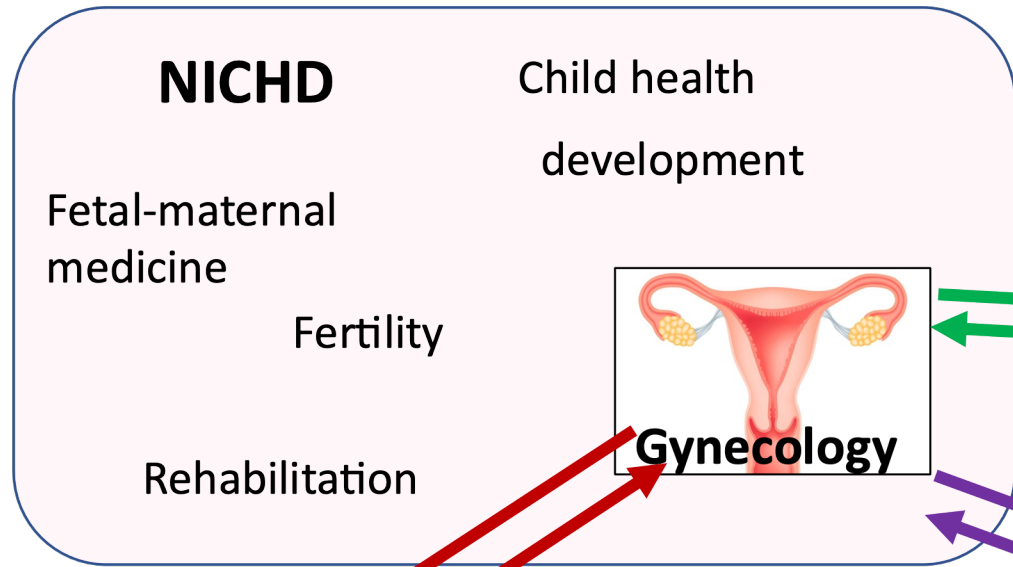 NICHD
Child health
development
Fetal-maternal
medicine
Fertility
Gynecology
Rehabilitation